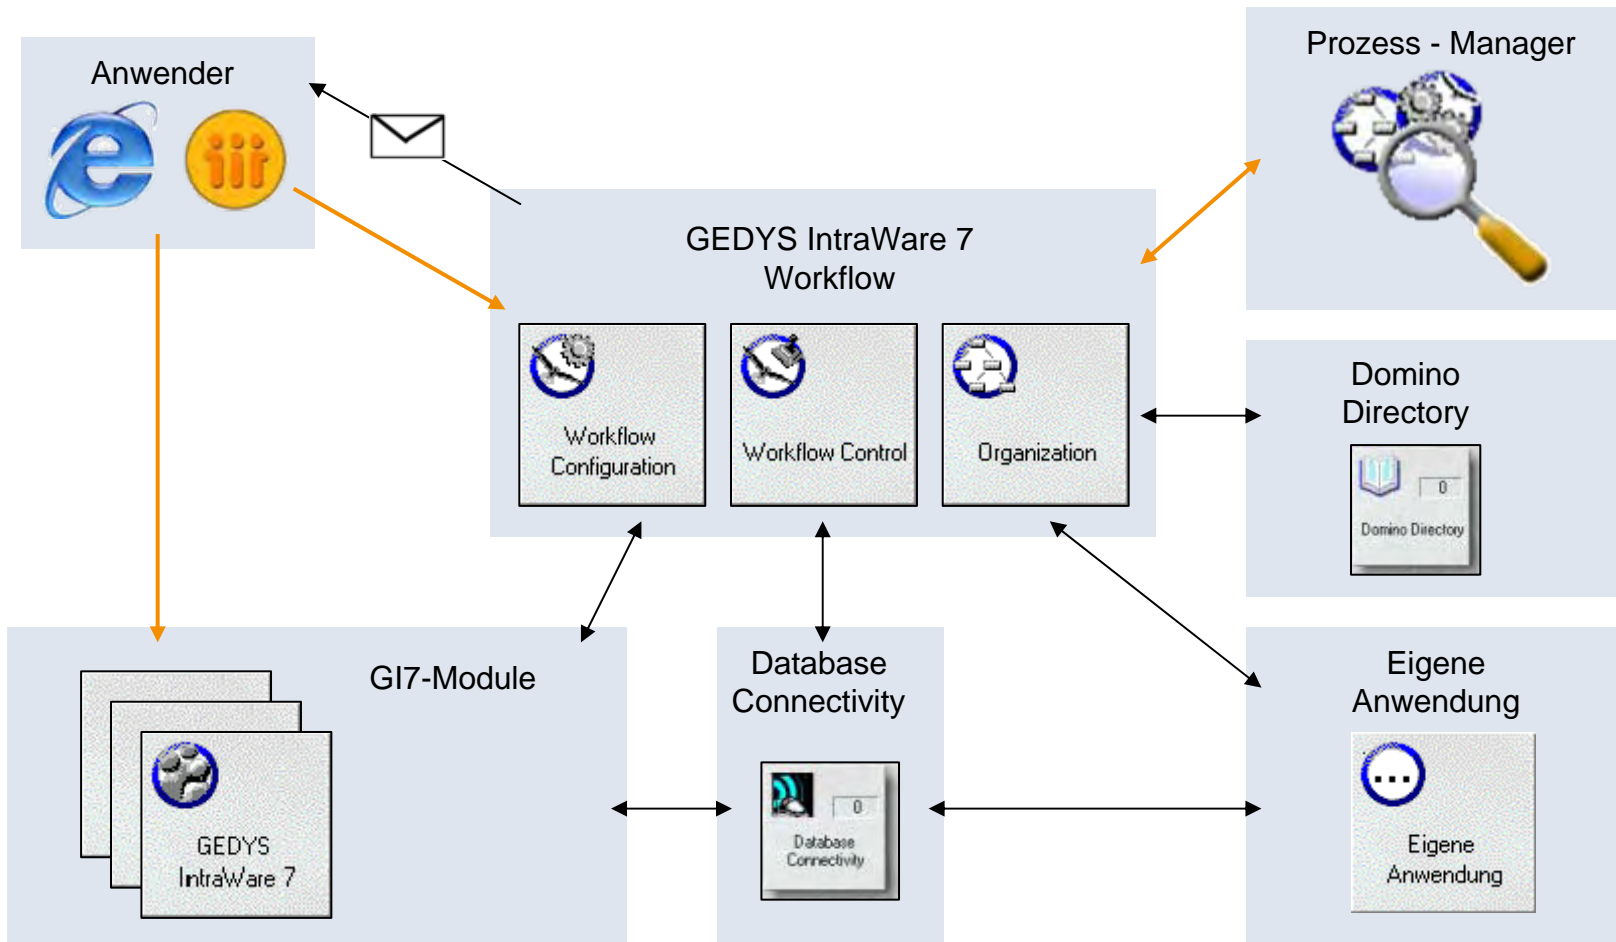 Anwender
Prozess - Manager
GEDYS IntraWare 7
Workflow
Workflow
Configuration
Workflow Control
Organization
Domino
Directory
0
Domino Directory
GI7-Module
GEDYS
IntraWare 7
Database
Connectivity
0
Database
Connectivity
Eigene
Anwendung
...
Eigene
Anwendung